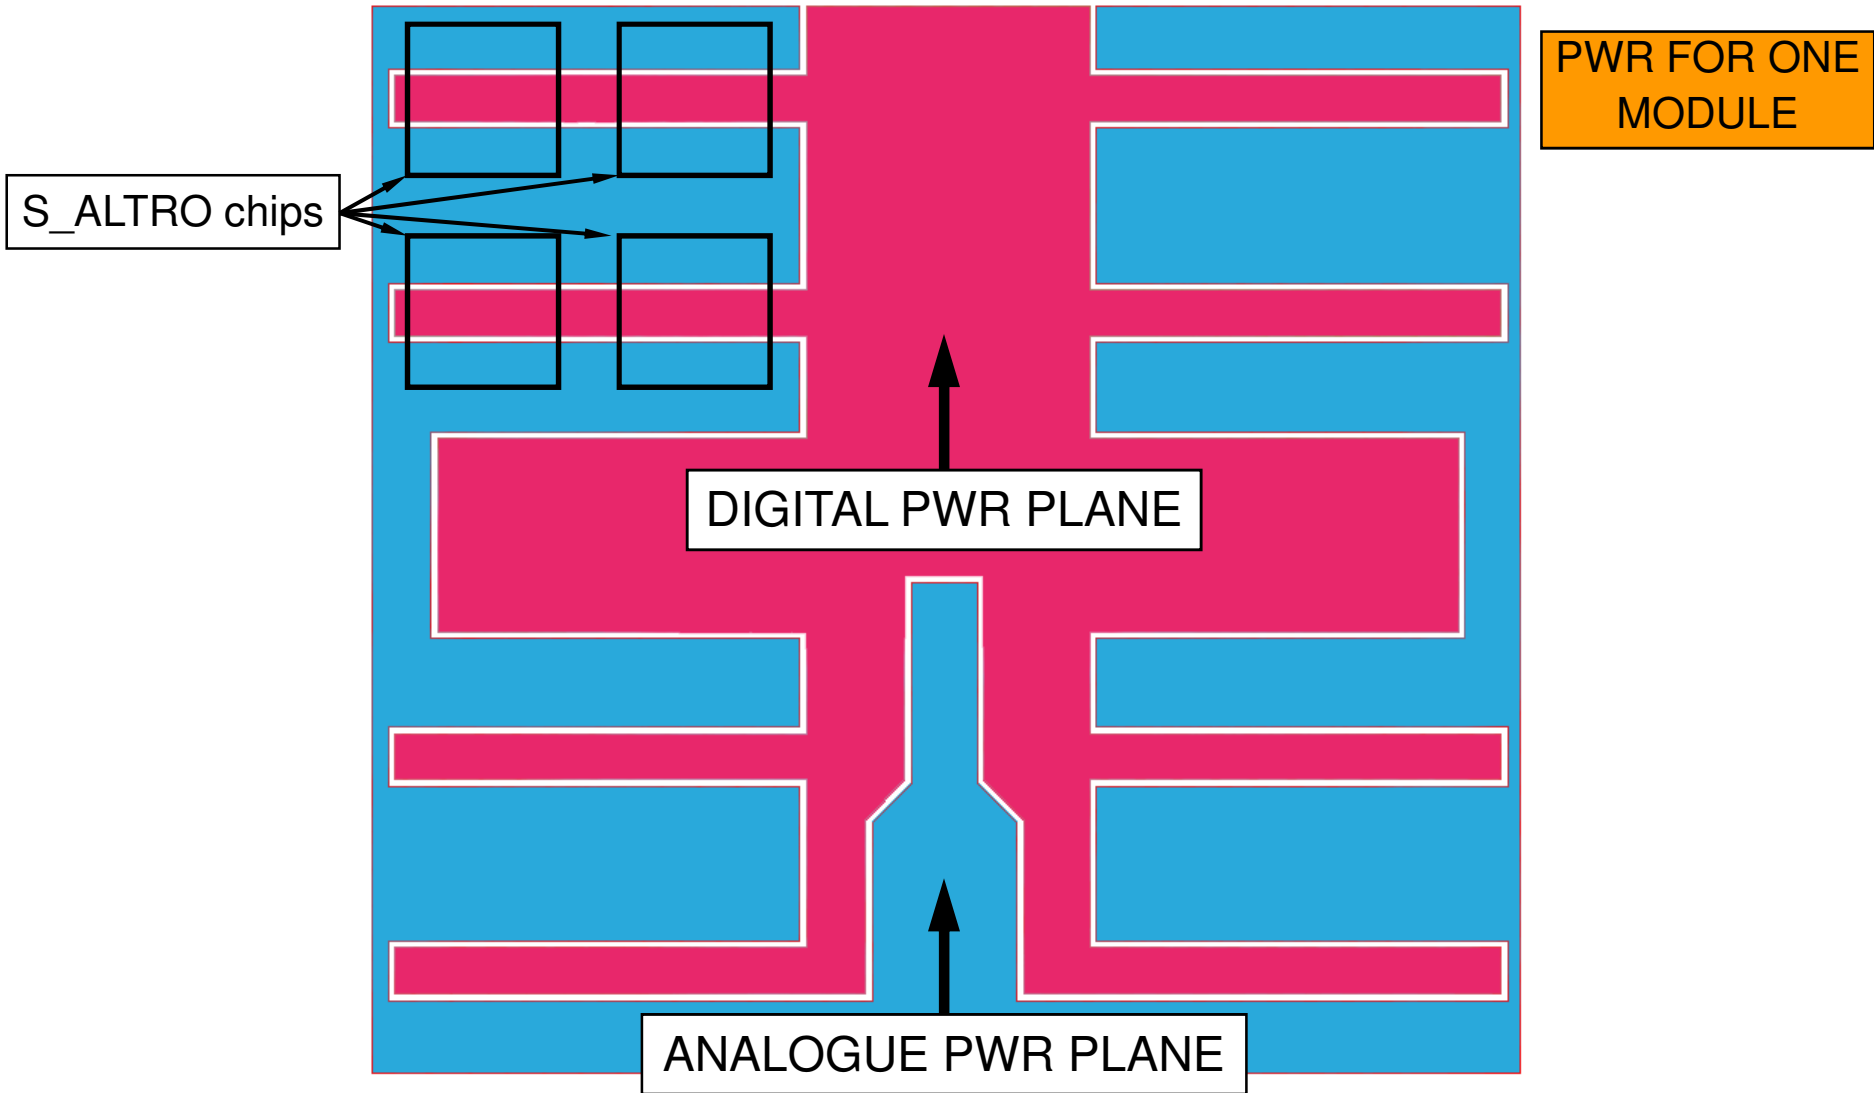 PWR FOR ONE
MODULE
S_ALTRO chips
DIGITAL PWR PLANE
ANALOGUE PWR PLANE